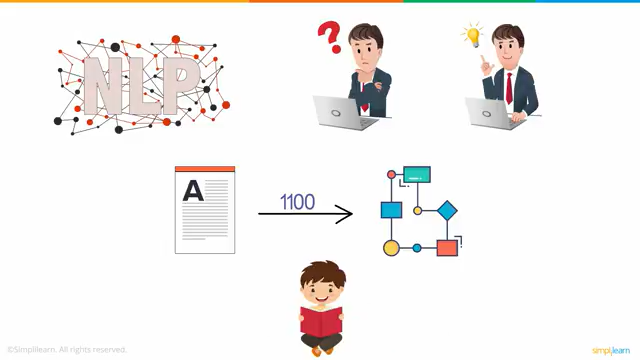 NLP
?
A
1100
©Simplilearn. All rights reserved.
simplilearn